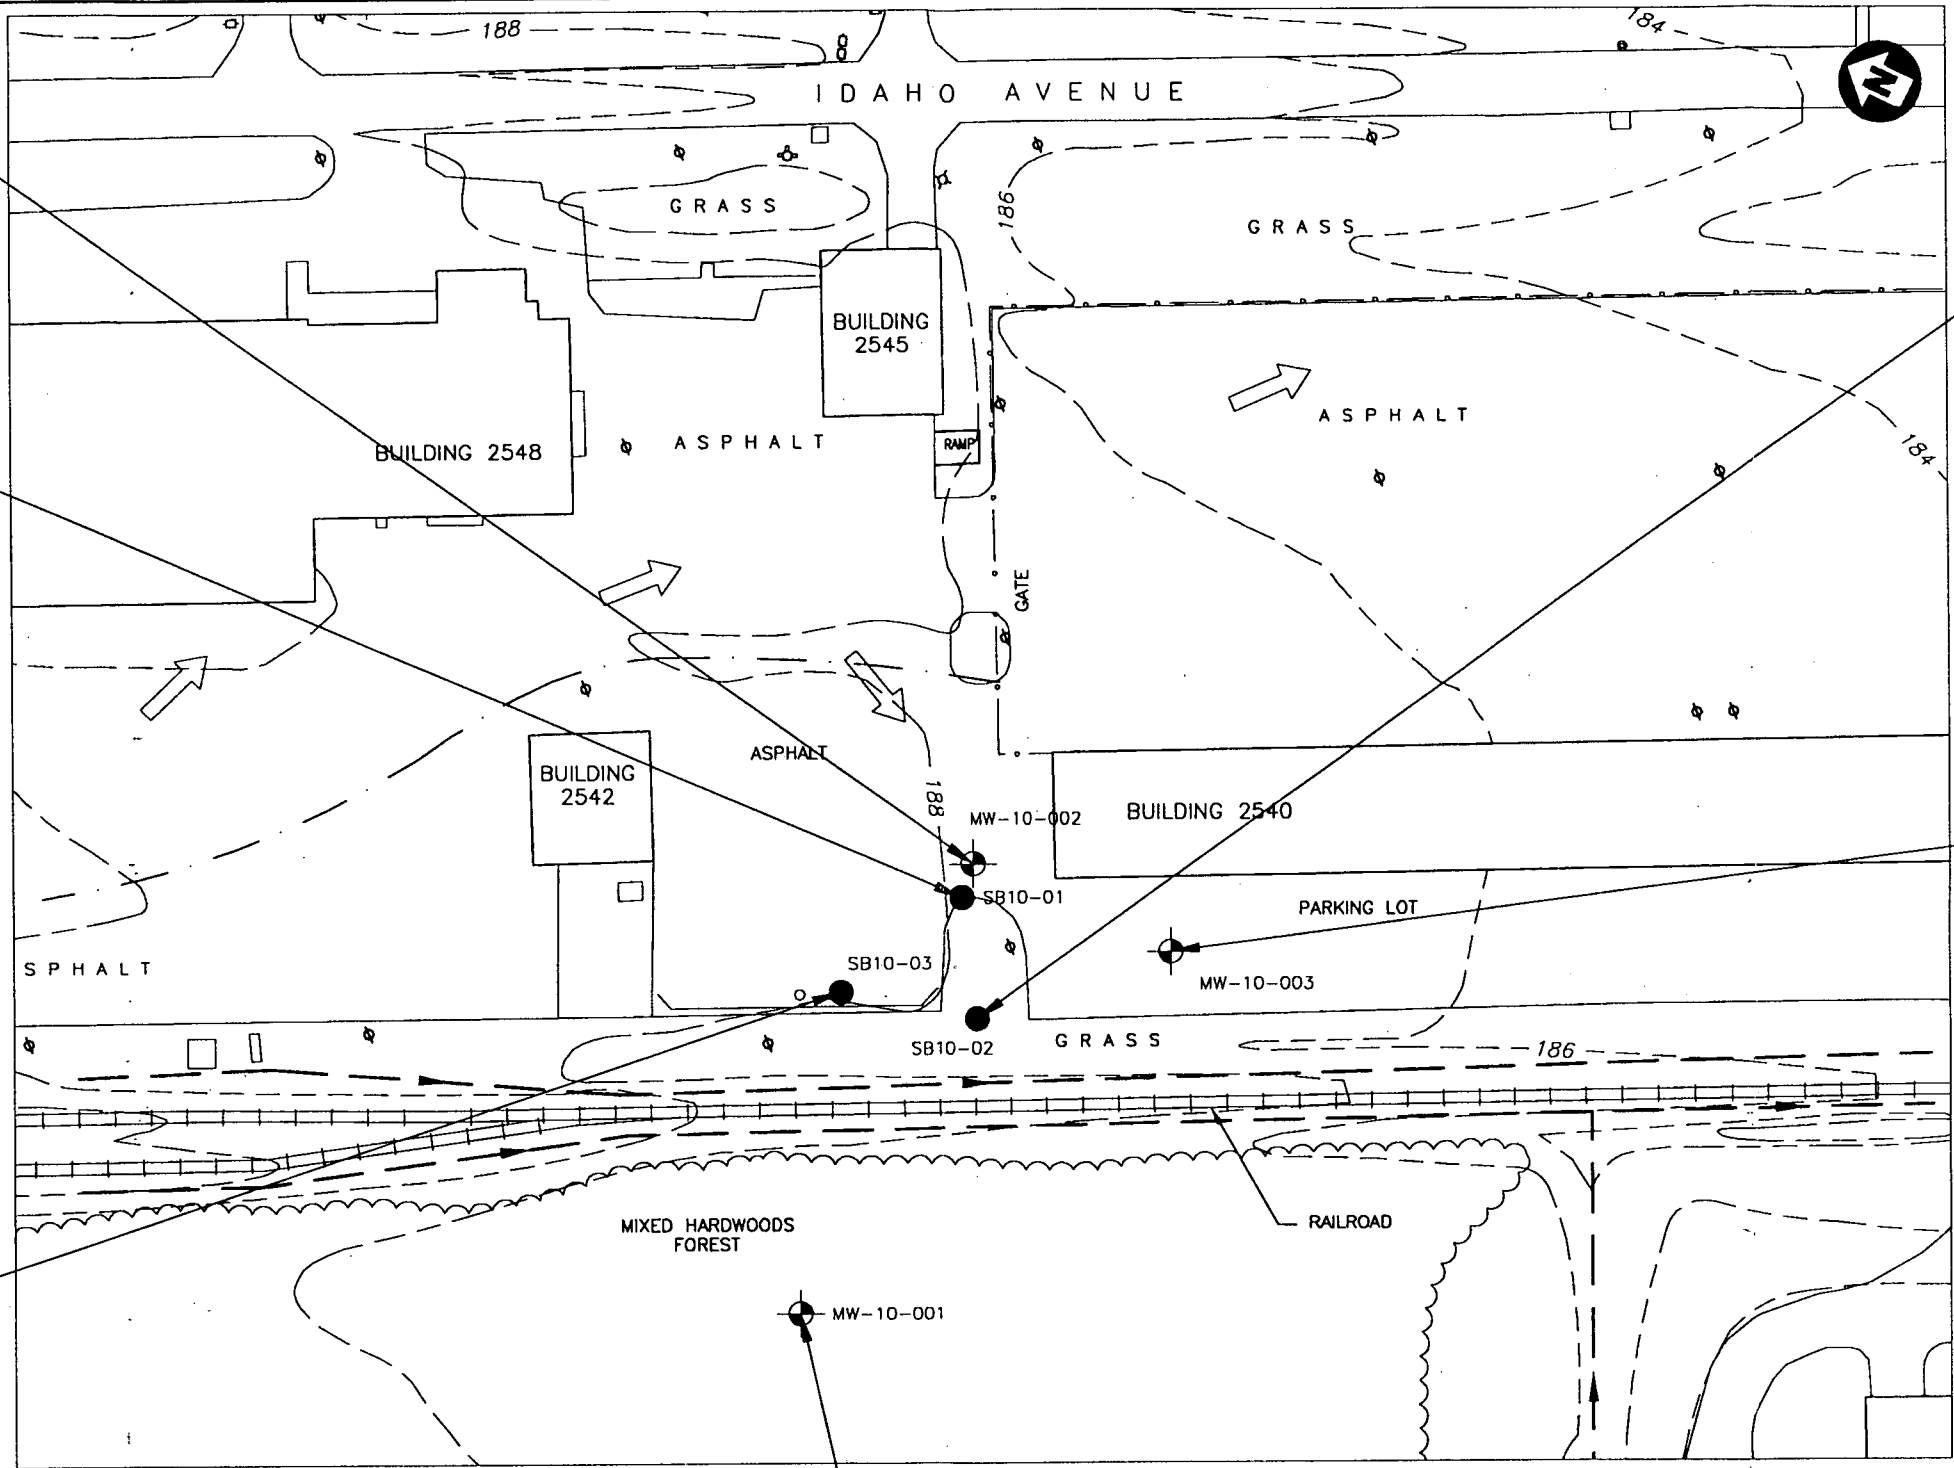 188
184
N
IDAHO AVENUE
GRASS
186
GRASS
BUILDING
2545
ASPHALT
BUILDING 2548
ASPHALT
RAMP
184
GATE
ASPHALT
BUILDING
2542
188
MW-10-002
BUILDING 2540
SB10-01
PARKING LOT
SPHALT
SB10-03
MW-10-003
SB10-02
GRASS
186
MIXED HARDWOODS
FOREST
RAILROAD
MW-10-001